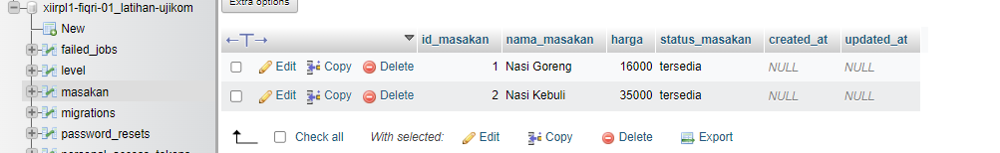 xiirpl1-fiqri-01_latihan-ujikom
New
failed_jobs
level
masakan
migrations
password_resets
Extra options
id_masakan nama_masakan harga status_masakan created_at updated_at
Edit Copy Delete 1 Nasi Goreng 16000 tersedia NULL NULL
Edit Copy Delete 2 Nasi Kebuli 35000 tersedia NULL NULL
Check all With selected: Edit Copy Delete Export